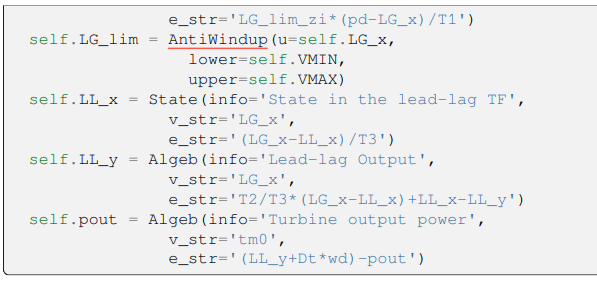 e_str='LG_lim_zi*(pd-LG_x)/T1')
self.LG_lim = AntiWindup(u=self.LG_x,
lower=self.VMIN,
upper=self.VMAX)
self.LL_x = State(info='State in the lead-lag TF',
v_str='LG_x',
e_str='(LG_x-LL_x)/T3')
self.LL_y = Algeb(info='Lead-lag Output',
v_str='LG_x',
e_str='T2/T3*(LG_x-LL_x)+LL_x-LL_y')
self.pout = Algeb(info='Turbine output power',
v_str='tm0',
e_str='(LL_y+Dt*wd)-pout')